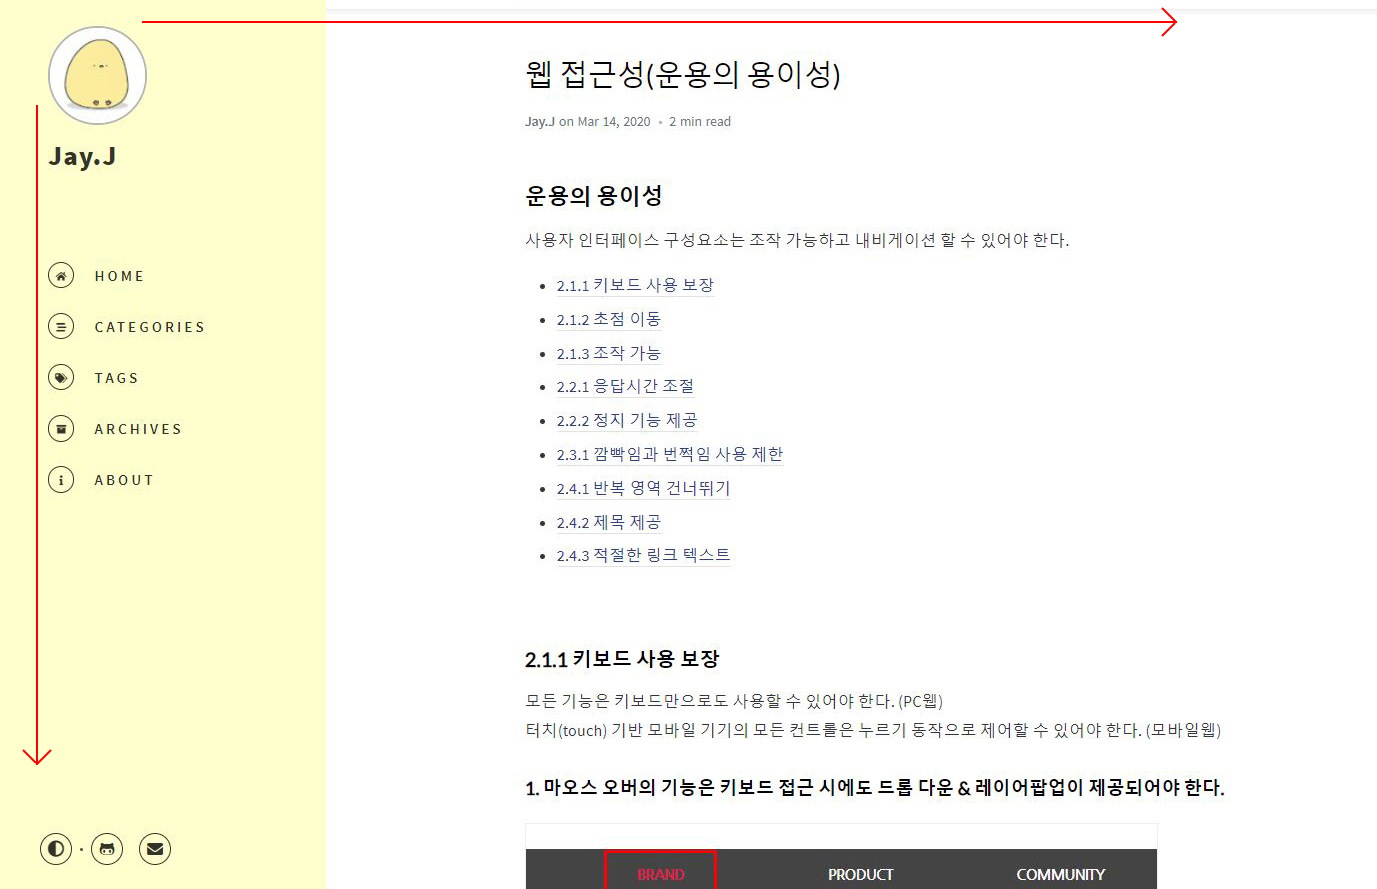 Jay.J
HOME
CATEGORIES
TAGS
ARCHIVES
ABOUT
웹 접근성(운용의 용이성)
Jay.J on Mar 14, 2020 • 2 min read
운용의 용이성
사용자 인터페이스 구성요소는 조작 가능하고 내비게이션 할 수 있어야 한다.
• 2.1.1 키보드 사용 보장
• 2.1.2 초점 이동
• 2.1.3 조작 가능
• 2.2.1 응답시간 조절
• 2.2.2 정지 기능 제공
• 2.3.1 깜빡임과 번쩍임 사용 제한
• 2.4.1 반복 영역 건너뛰기
• 2.4.2 제목 제공
• 2.4.3 적절한 링크 텍스트
2.1.1 키보드 사용 보장
모든 기능은 키보드만으로도 사용할 수 있어야 한다. (PC웹)
터치(touch) 기반 모바일 기기의 모든 컨트롤은 누르기 동작으로 제어할 수 있어야 한다. (모바일웹)
1. 마오스 오버의 기능은 키보드 접근 시에도 드롭 다운 & 레이어팝업이 제공되어야 한다.
BRAND PRODUCT COMMUNITY